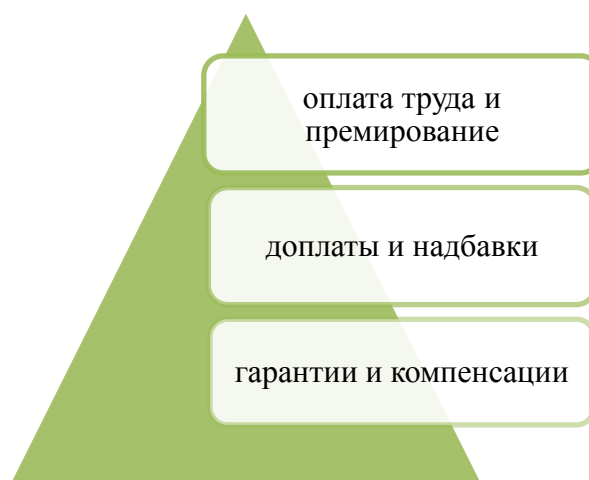 оплата труда и
премирование
доплаты и надбавки
гарантии и компенсации